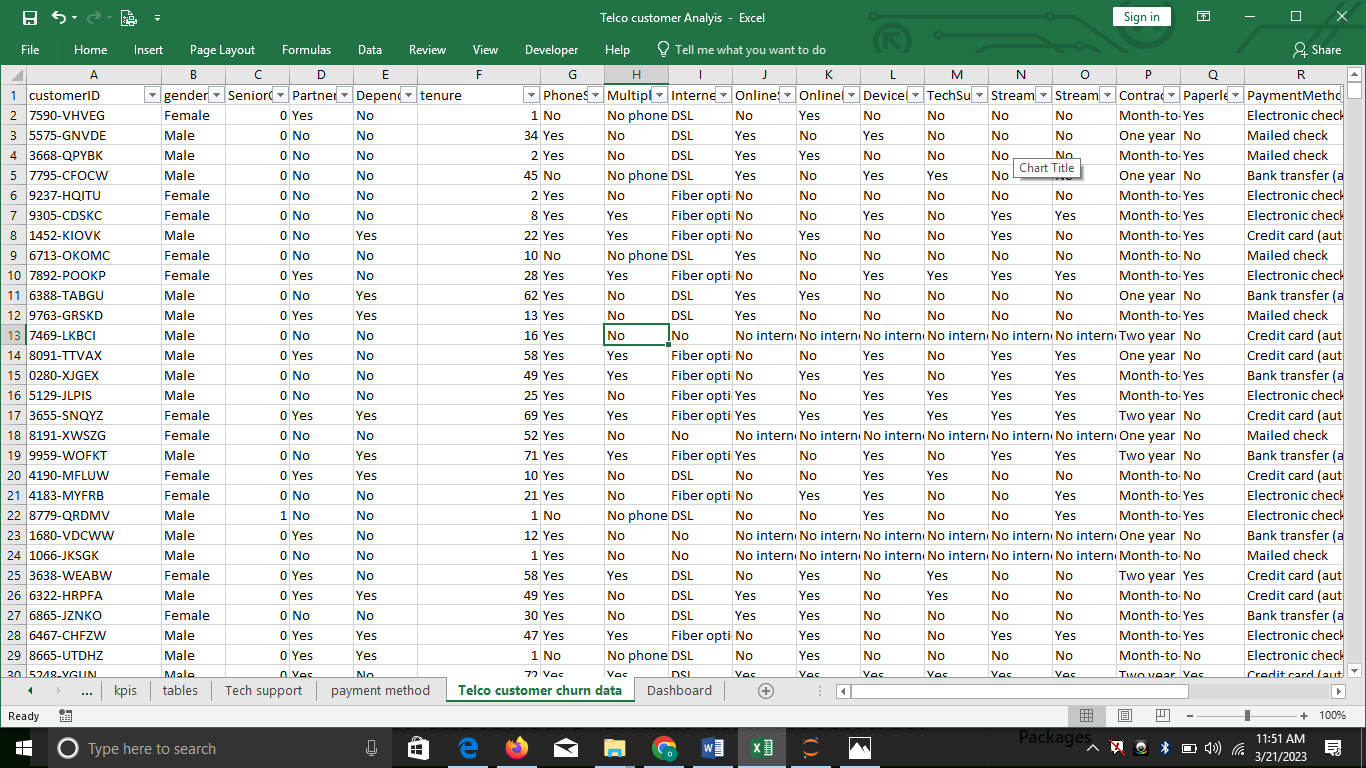 Telco customer Analyis - Excel
Sign in
File Home Insert Page Layout Formulas Data Review View Developer Help Tell me what you want to do Share
A B C D E F G H I J K L M N O P Q R
1 customerID gender SeniorC Partner Depend tenure PhoneS Multipl Interne OnlineS Online DeviceP TechSu Stream Stream Contrac Paperle PaymentMetho
2 7590-VHVEG Female 0 Yes No 1 No No phone DSL No Yes No No No No Month-to- Yes Electronic check
3 5575-GNVDE Male 0 No No 34 Yes No DSL Yes No Yes No No No One year No Mailed check
4 3668-QPYBK Male 0 No No 2 Yes No DSL Yes Yes No No No No Month-to- Yes Mailed check
5 7795-CFOCW Male 0 No No 45 No No phone DSL Yes No Yes Yes No One year No Bank transfer (a
Chart Title
6 9237-HQITU Female 0 No No 2 Yes No Fiber opti No No No No No No Month-to- Yes Electronic check
7 9305-CDSKC Female 0 No No 8 Yes Yes Fiber opti No No Yes No Yes Yes Month-to- Yes Electronic check
8 1452-KIOVK Male 0 No Yes 22 Yes Yes Fiber opti No Yes No No Yes No Month-to- Yes Credit card (aut
9 6713-OKOMC Female 0 No No 10 No No phone DSL Yes No No No No No Month-to- No Mailed check
10 7892-POOKP Female 0 Yes No 28 Yes Yes Fiber opti No No Yes Yes Yes Yes Month-to- Yes Electronic check
11 6388-TABGU Male 0 No Yes 62 Yes No DSL Yes Yes No No No No One year No Bank transfer (a
12 9763-GRSKD Male 0 Yes Yes 13 Yes No DSL Yes No No No No No Month-to- Yes Mailed check
13 7469-LKBCI Male 0 No No 16 Yes No No No interne No interne No interne No interne No interne No interne Two year No Credit card (aut
14 8091-TTVAX Male 0 Yes No 58 Yes Yes Fiber opti No No Yes No Yes Yes One year No Credit card (aut
15 0280-XJGEX Male 0 No No 49 Yes Yes Fiber opti No Yes Yes No Yes Yes Month-to- Yes Bank transfer (a
16 5129-JLPIS Male 0 No No 25 Yes No Fiber opti Yes No Yes Yes Yes Yes Month-to- Yes Electronic check
17 3655-SNQYZ Female 0 Yes Yes 69 Yes Yes Fiber opti Yes Yes Yes Yes Yes Yes Two year No Credit card (aut
18 8191-XWSZG Female 0 No No 52 Yes No No No interne No interne No interne No interne No interne No interne One year No Mailed check
19 9959-WOFKT Male 0 No Yes 71 Yes Yes Fiber opti Yes No Yes No Yes Yes Two year No Bank transfer (a
20 4190-MFLUW Female 0 Yes Yes 10 Yes No DSL No No Yes Yes No No Month-to- No Credit card (aut
21 4183-MYFRB Female 0 No No 21 Yes No Fiber opti No Yes Yes No No Yes Month-to- Yes Electronic check
22 8779-QRDMV Male 1 No No 1 No No phone DSL No No Yes No No Yes Month-to- Yes Electronic check
23 1680-VDCWW Male 0 Yes No 12 Yes No No No interne No interne No interne No interne No interne No interne One year No Bank transfer (a
24 1066-JKSGK Male 0 No No 1 Yes No No No interne No interne No interne No interne No interne No interne Month-to- No Mailed check
25 3638-WEABW Female 0 Yes No 58 Yes Yes DSL No Yes No Yes No No Two year Yes Credit card (aut
26 6322-HRPFA Male 0 Yes Yes 49 Yes No DSL Yes Yes No Yes No No Month-to- No Credit card (aut
27 6865-JZNKO Female 0 No No 30 Yes No DSL Yes Yes No No No No Month-to- Yes Bank transfer (a
28 6467-CHFZW Male 0 Yes Yes 47 Yes Yes Fiber opti No Yes No No Yes Yes Month-to- Yes Electronic check
29 8665-UTDHZ Male 0 Yes Yes 1 No No phone DSL No Yes No No No No Month-to- No Electronic check
30 5248-YGIJN Male 0 Yes No 72 Yes Yes DSL Yes Yes Yes Yes Yes Yes Two year Yes Credit card (aut
... kpis tables Tech support payment method Telco customer churn data Dashboard
Ready 100%
Type here to search
Packages
11:51 AM
3/21/2023